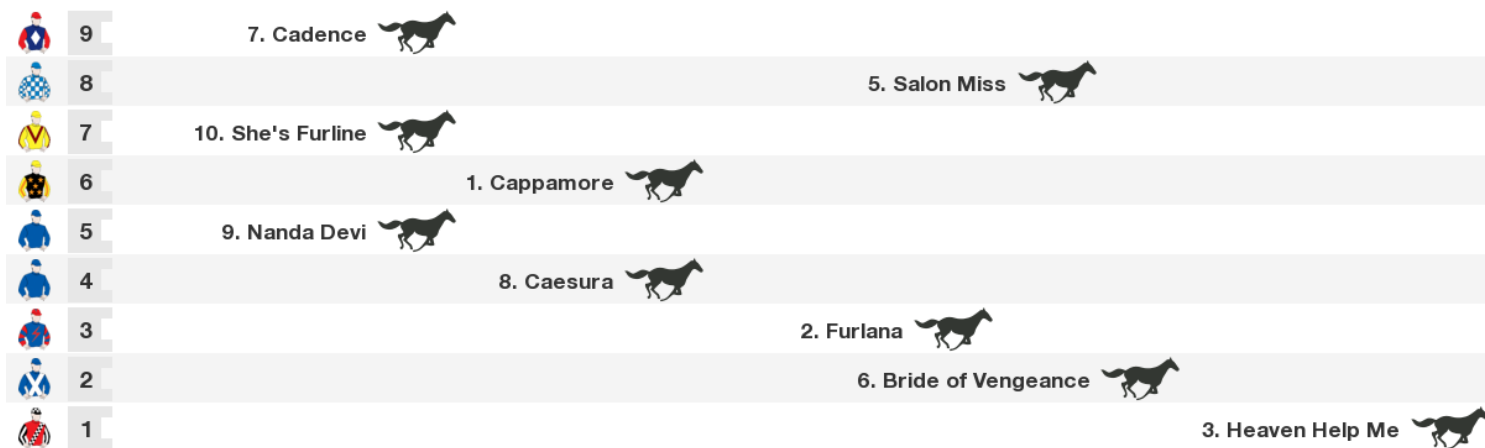 9 7. Cadence
8 5. Salon Miss
7 10. She's Furline
6 1. Cappamore
5 9. Nanda Devi
4 8. Caesura
3 2. Furlana
2 6. Bride of Vengeance
1 3. Heaven Help Me